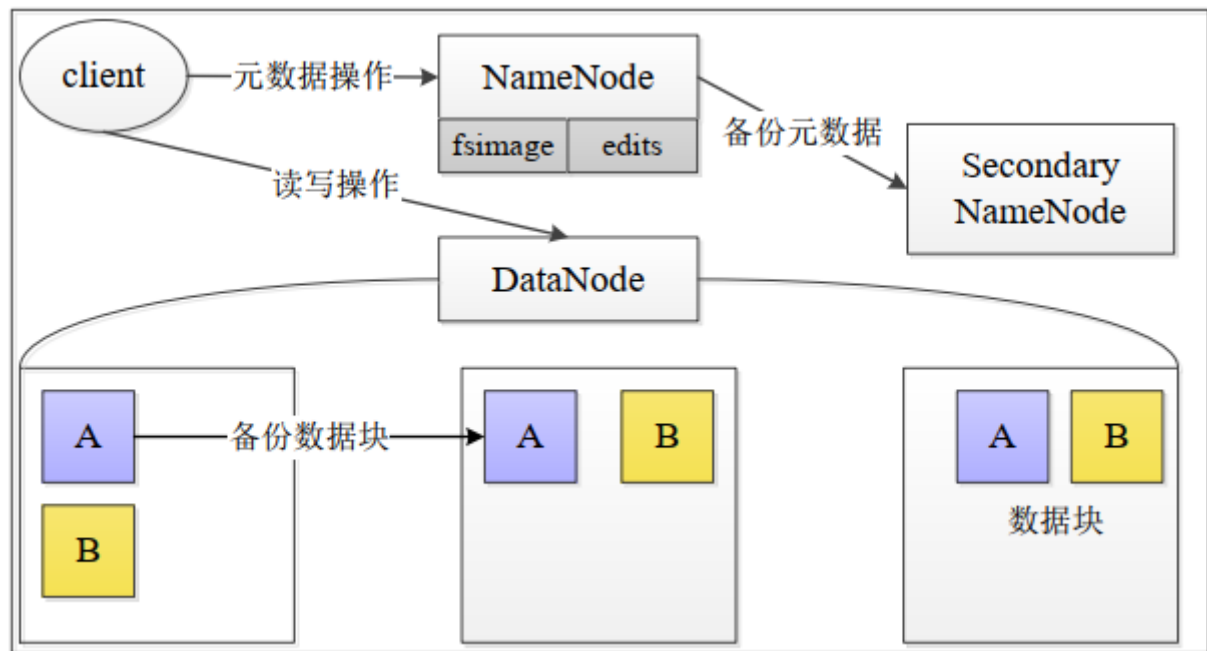 client
元数据操作
NameNode
fsimage
edits
备份元数据
Secondary
NameNode
读写操作
DataNode
A
备份数据块
A
B
A
B
B
数据块